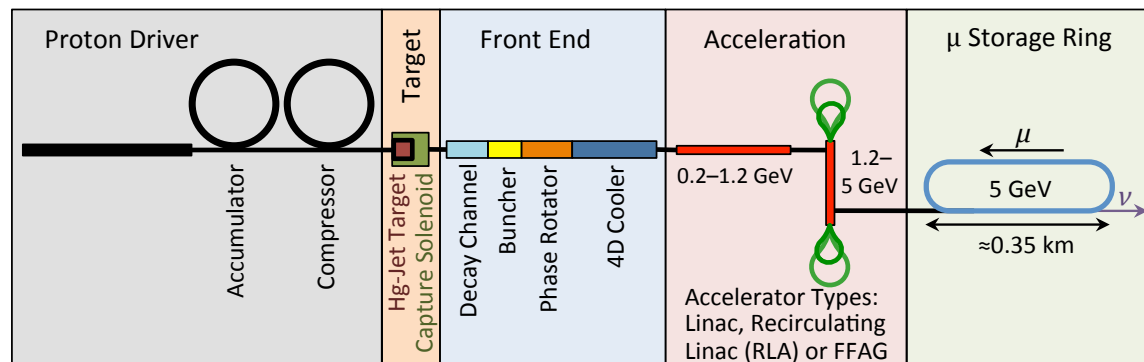 Proton Driver
Accumulator
Compressor
Target
Hg-Jet Target
Capture Solenoid
Front End
Decay Channel
Buncher
Phase Rotator
4D Cooler
Acceleration
0.2–1.2 GeV
1.2–
5 GeV
Accelerator Types:
Linac, Recirculating
Linac (RLA) or FFAG
μ Storage Ring
μ
5 GeV
ν
≈0.35 km